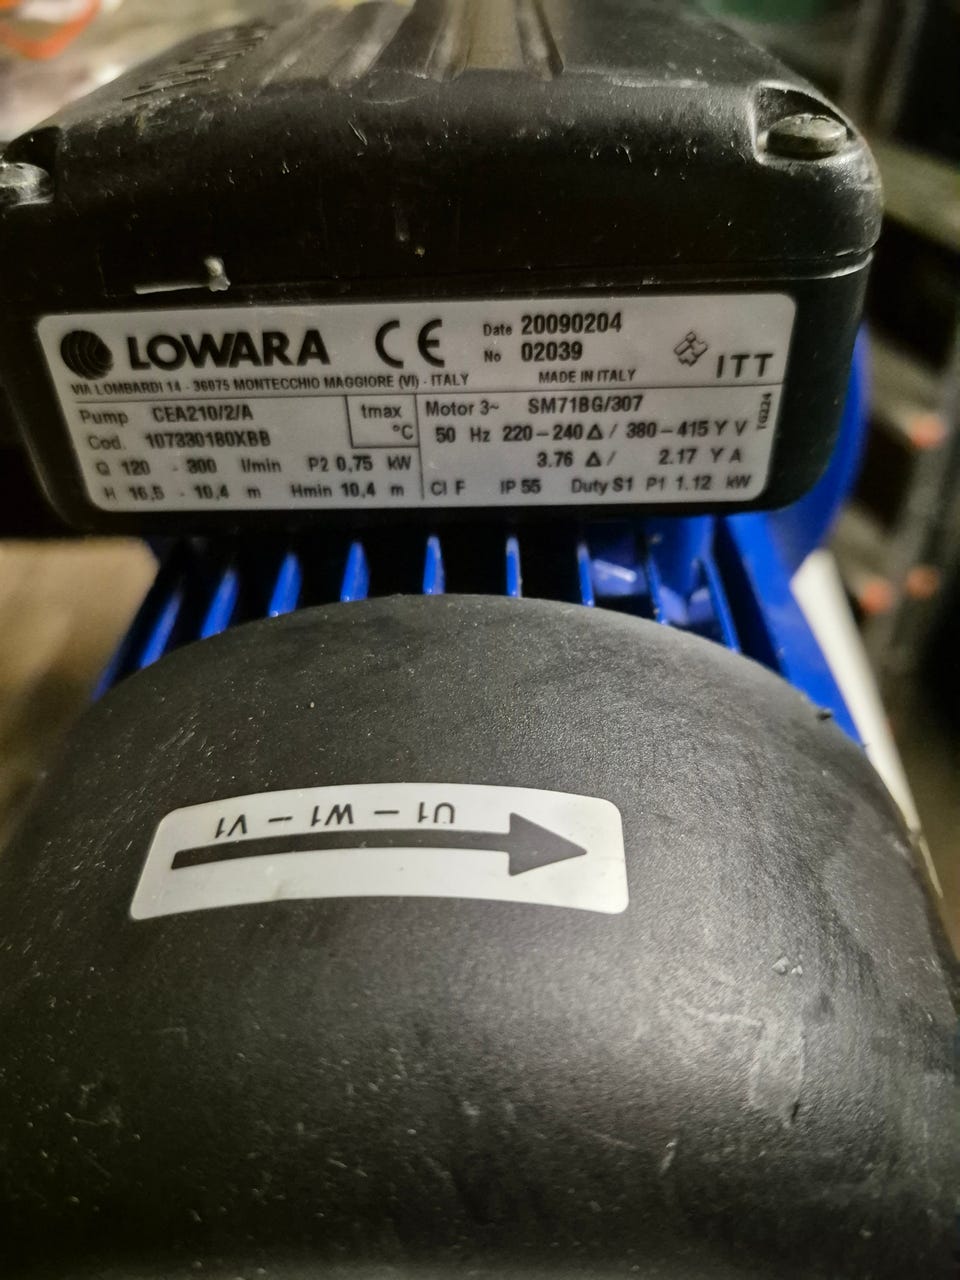 LOWARA CE Date 20090204
No 02039 ITT
VIA LOMBARDI 14 - 36075 MONTECCHIO MAGGIORE (VI) - ITALY MADE IN ITALY
Pump CEA210/2/A tmax Motor 3~ SM71BG/307
Cod. 107330180XBB °C 50 Hz 220-240 Δ / 380-415 Y V
Q 120 - 300 l/min P2 0,75 kW 3.76 Δ / 2.17 Y A
H 16,5 - 10,4 m Hmin 10,4 m Cl F IP 55 Duty S1 P1 1.12 kW
TG224
U1 - W1 - V1